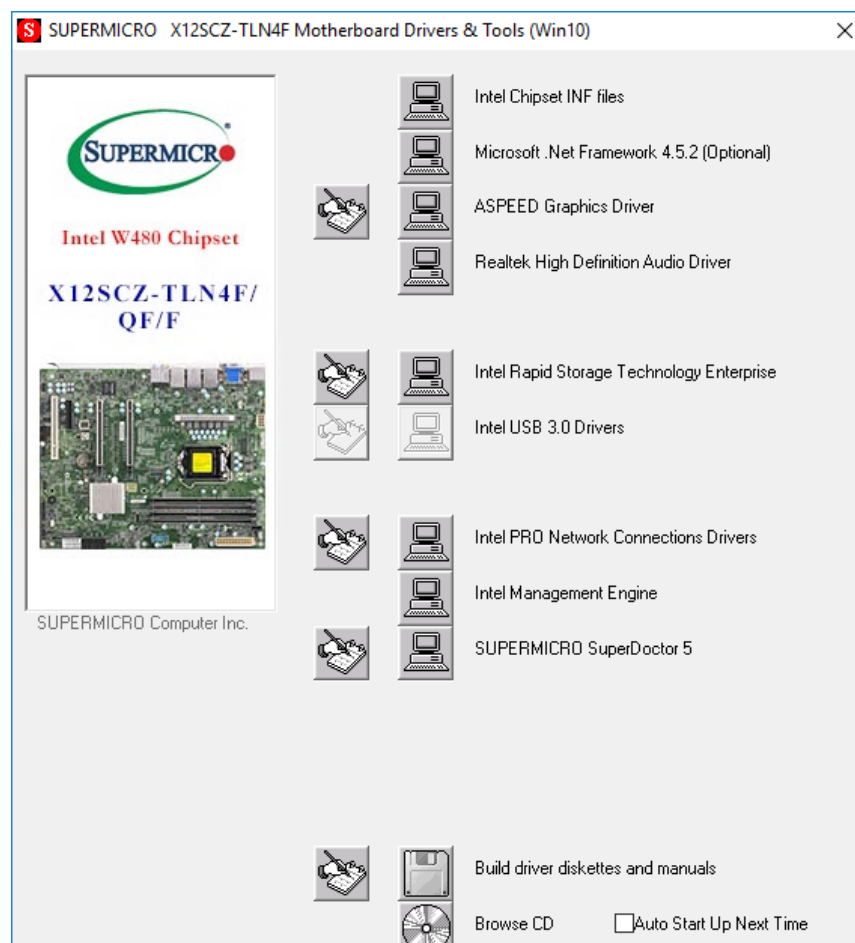 S SUPERMICRO X12SCZ-TLN4F Motherboard Drivers & Tools (Win10)
SUPERMICR
Intel W480 Chipset
X12SCZ-TLN4F/
QF/F
SUPERMICRO Computer Inc.
Intel Chipset INF files
Microsoft .Net Framework 4.5.2 (Optional)
ASPEED Graphics Driver
Realtek High Definition Audio Driver
Intel Rapid Storage Technology Enterprise
Intel USB 3.0 Drivers
Intel PRO Network Connections Drivers
Intel Management Engine
SUPERMICRO SuperDoctor 5
Build driver diskettes and manuals
Browse CD
Auto Start Up Next Time